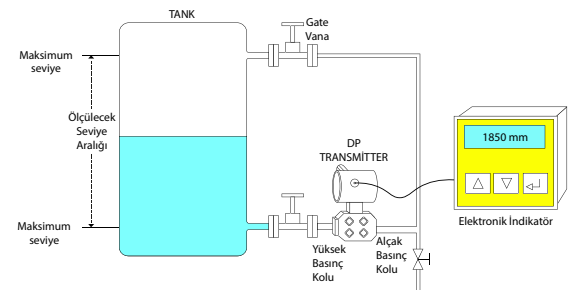 TANK
Gate
Vana
Maksimum
seviye
Ölçülecek
Seviye
Aralığı
Maksimum
seviye
DP
TRANSMİTTER
Yüksek
Basınç
Kolu
Alçak
Basınç
Kolu
1850 mm
Elektronik İndikatör